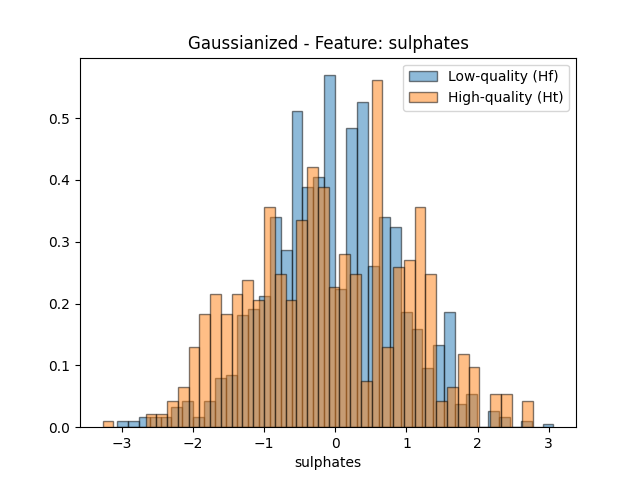 Gaussianized - Feature: sulphates
Low-quality (Hf)
High-quality (Ht)
0.5
0.4
0.3
0.2
0.1
0.0
−3 −2 −1 0 1 2 3
sulphates